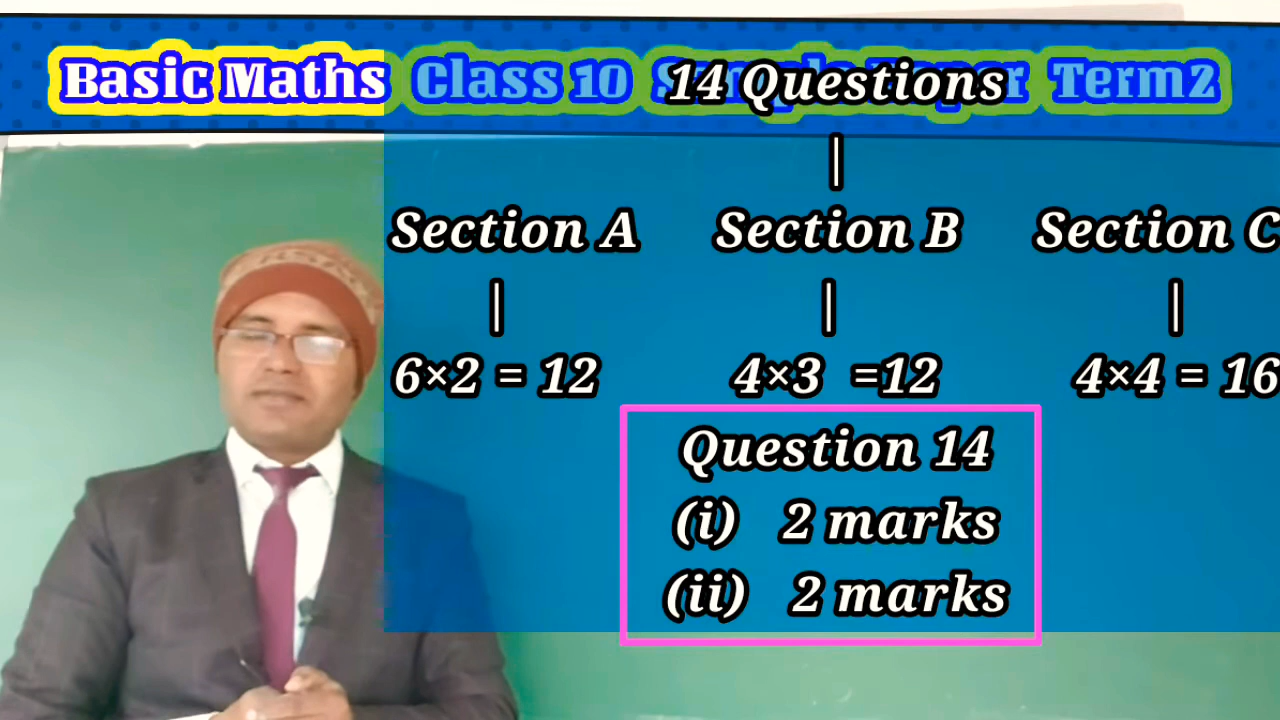 Basic Maths Class 10 Term2
14 Questions
|
Section A Section B Section C
| | |
6×2 = 12 4×3 =12 4×4 = 16
Question 14
(i) 2 marks
(ii) 2 marks